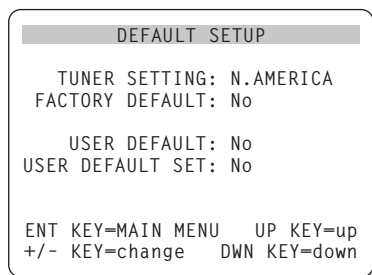 DEFAULT SETUP
TUNER SETTING: N.AMERICA
FACTORY DEFAULT: No
USER DEFAULT: No
USER DEFAULT SET: No
ENT KEY=MAIN MENU UP KEY=up
+/- KEY=change DWN KEY=down